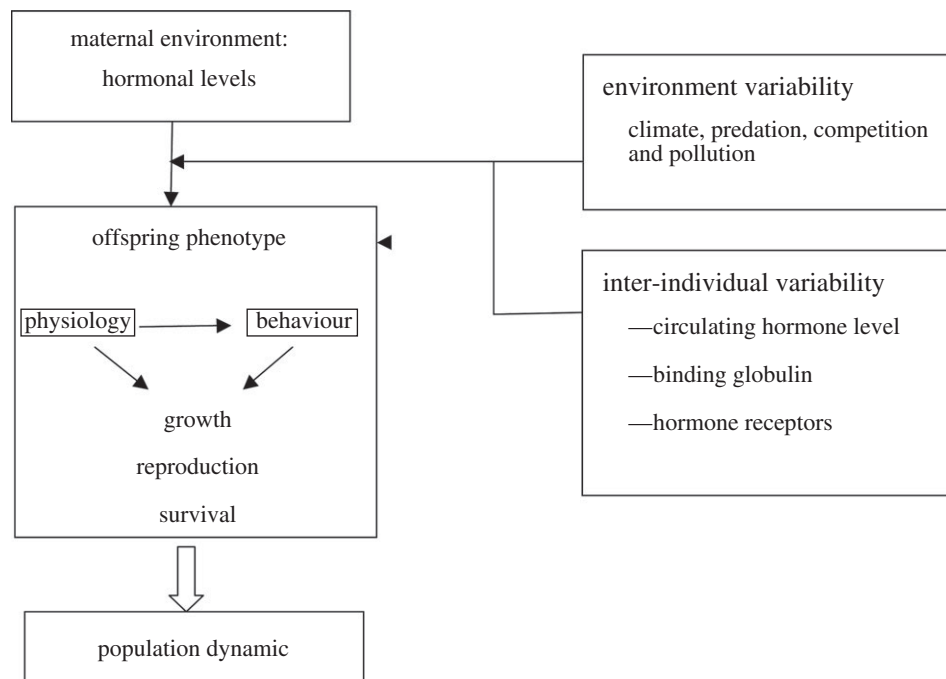 maternal environment:
hormonal levels
environment variability
climate, predation, competition
and pollution
offspring phenotype
physiology
behaviour
growth
reproduction
survival
inter-individual variability
—circulating hormone level
—binding globulin
—hormone receptors
population dynamic